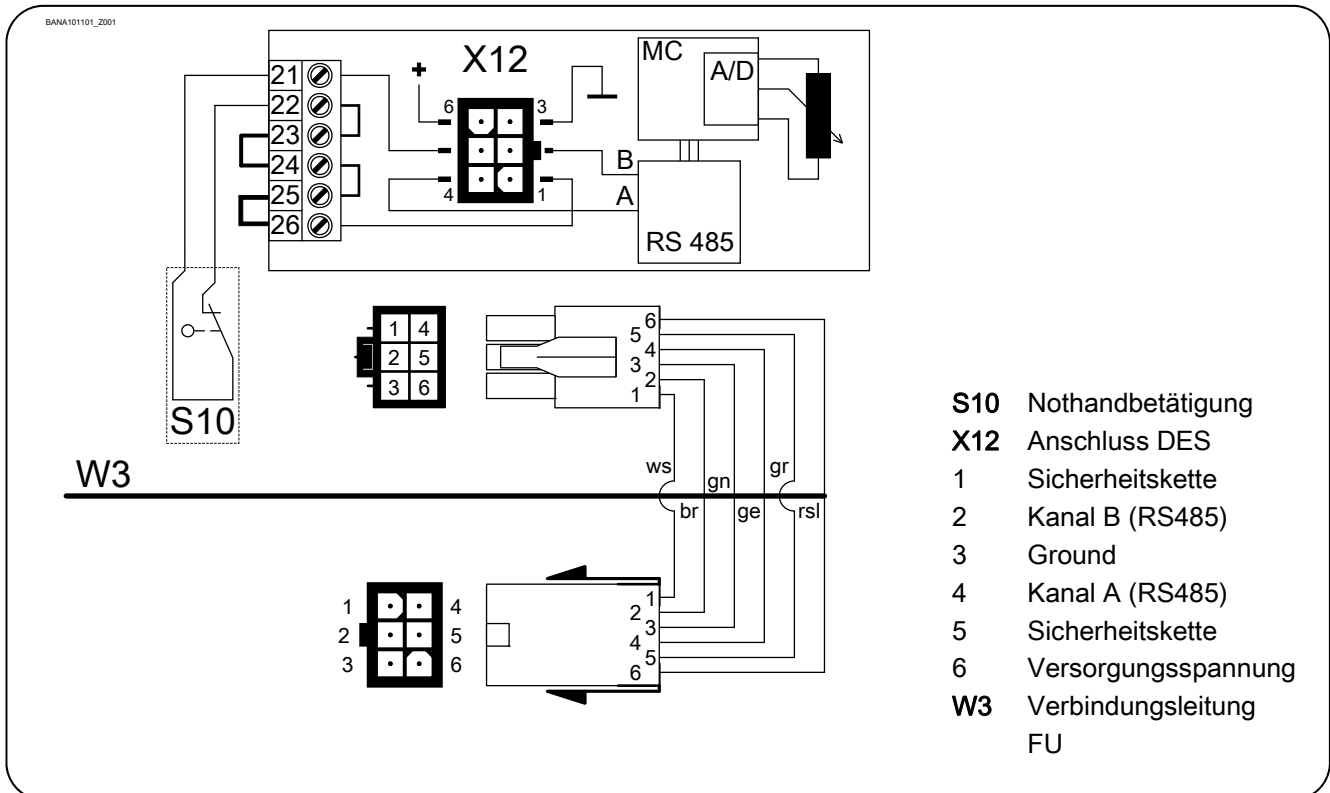 BANA101101_Z001
X12
MC
A/D
+
21
22
23
24
25
26
6
3
4
1
B
A
RS 485
S10
1 4
2 5
3 6
6
5
4
3
2
1
W3
ws
gn
gr
br
ge
rsl
1 4
2 5
3 6
1
2
3
4
5
6
S10 Nothandbetätigung
X12 Anschluss DES
1 Sicherheitskette
2 Kanal B (RS485)
3 Ground
4 Kanal A (RS485)
5 Sicherheitskette
6 Versorgungsspannung
W3 Verbindungsleitung
FU